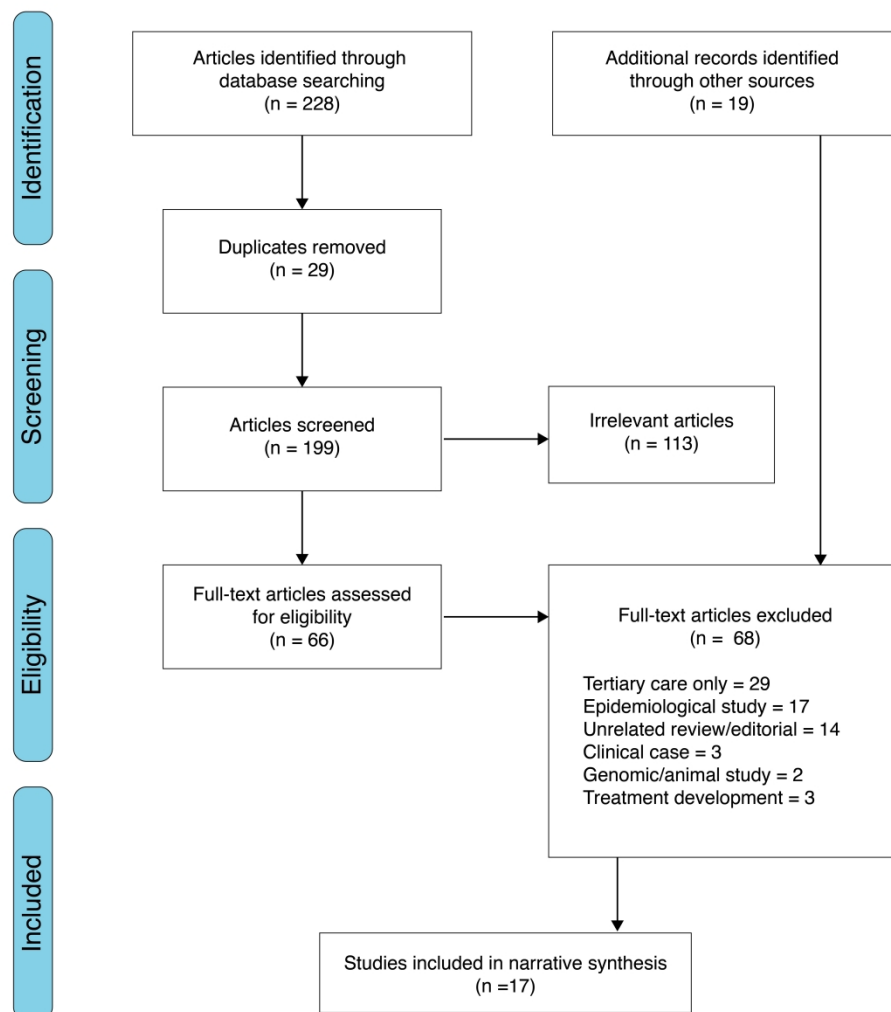 Identification
Articles identified through
database searching
(n = 228)
Additional records identified
through other sources
(n = 19)
Duplicates removed
(n = 29)
Screening
Articles screened
(n = 199)
Irrelevant articles
(n = 113)
Eligibility
Full-text articles assessed
for eligibility
(n = 66)
Full-text articles excluded
(n = 68)
Tertiary care only = 29
Epidemiological study = 17
Unrelated review/editorial = 14
Clinical case = 3
Genomic/animal study = 2
Treatment development = 3
Included
Studies included in narrative synthesis
(n =17)